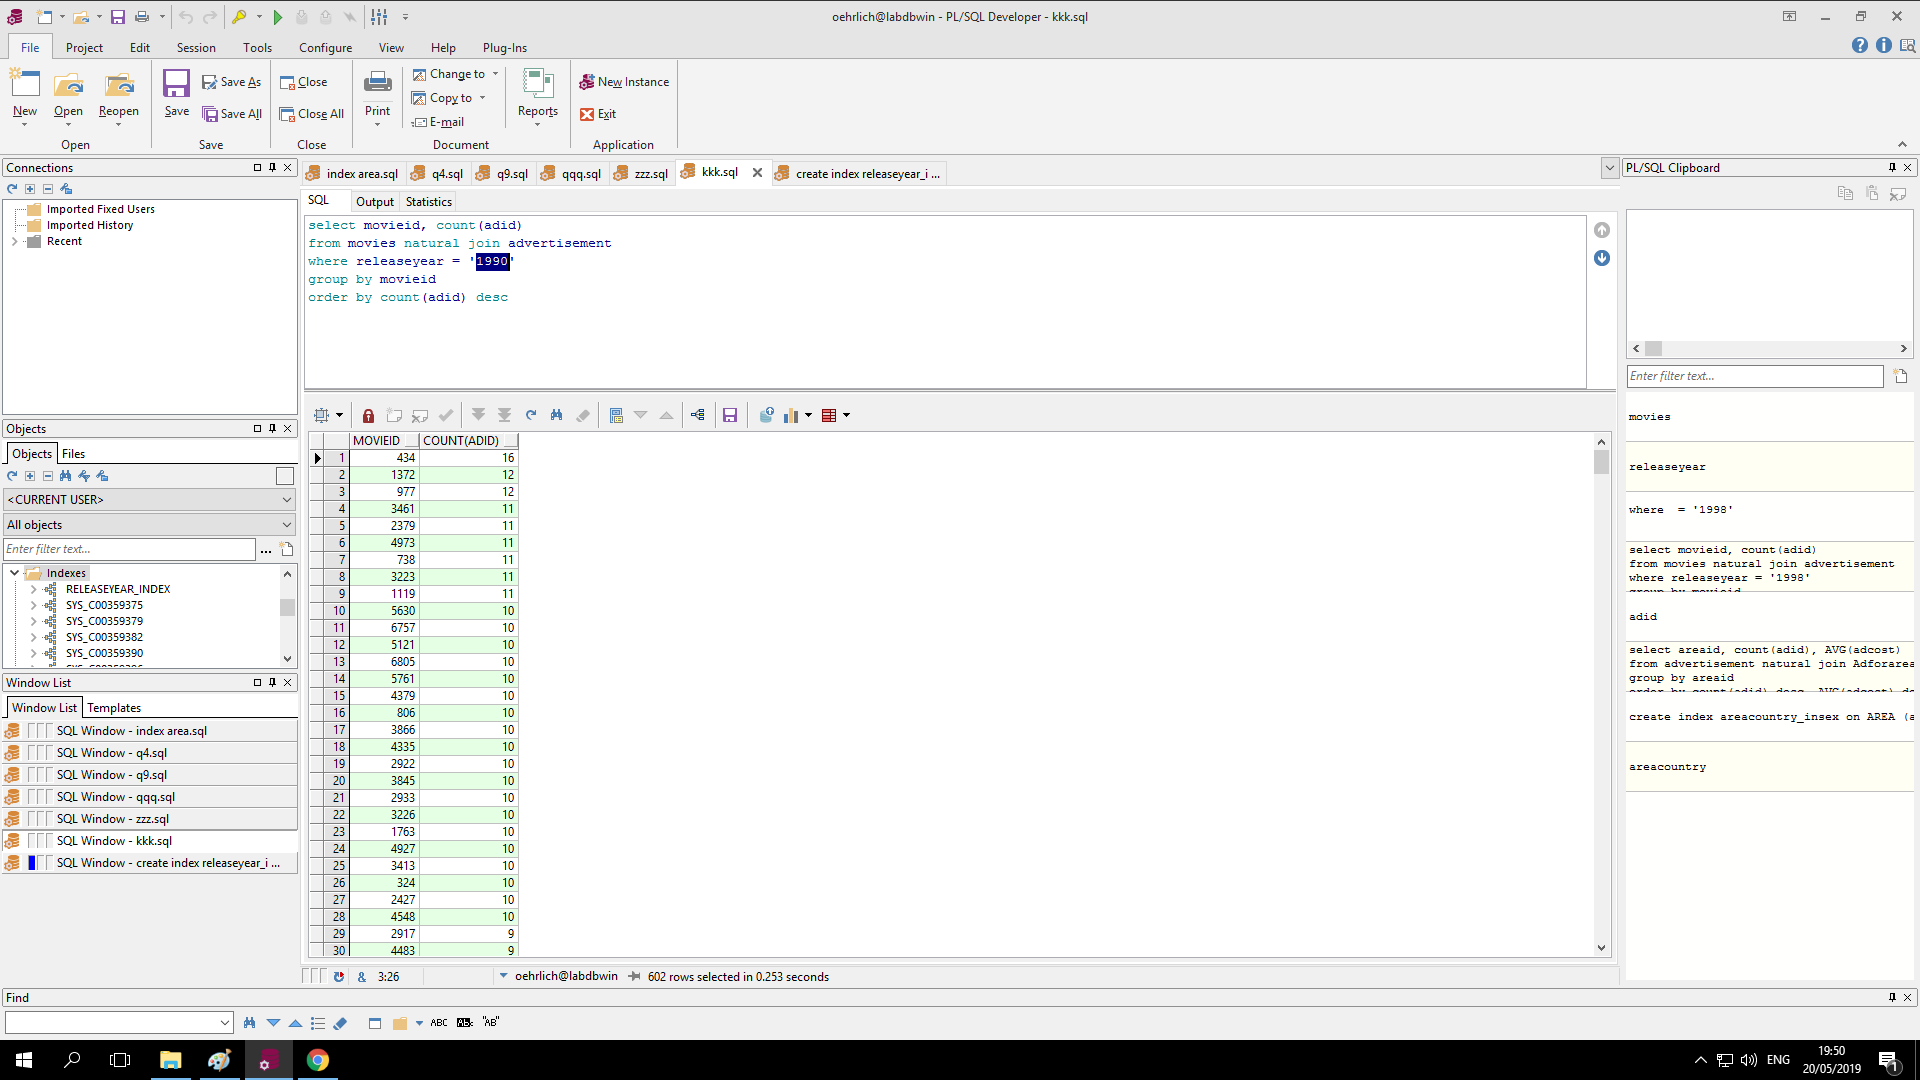 oehrlich@labdbwin - PL/SQL Developer - kkk.sql
File Project Edit Session Tools Configure View Help Plug-Ins
New Open Reopen Save Save As Save All Close Close All Print Change to Copy to E-mail Reports New Instance Exit
Open Save Close Document Application
Connections
Imported Fixed Users
Imported History
Recent
Objects
Objects Files
<CURRENT USER>
All objects
Enter filter text...
Indexes
RELEASEYEAR_INDEX
SYS_C00359375
SYS_C00359379
SYS_C00359382
SYS_C00359390
Window List
Window List Templates
SQL Window - index area.sql
SQL Window - q4.sql
SQL Window - q9.sql
SQL Window - qqq.sql
SQL Window - zzz.sql
SQL Window - kkk.sql
SQL Window - create index releaseyear_i ...
index area.sql q4.sql q9.sql qqq.sql zzz.sql kkk.sql create index releaseyear_i ...
SQL Output Statistics
select movieid, count(adid)
from movies natural join advertisement
where releaseyear = '1990'
group by movieid
order by count(adid) desc
MOVIEID COUNT(ADID)
1 434 16
2 1372 12
3 977 12
4 3461 11
5 2379 11
6 4973 11
7 738 11
8 3223 11
9 1119 11
10 5630 10
11 6757 10
12 5121 10
13 6805 10
14 5761 10
15 4379 10
16 806 10
17 3866 10
18 4335 10
19 2922 10
20 3845 10
21 2933 10
22 3226 10
23 1763 10
24 4927 10
25 3413 10
26 324 10
27 2427 10
28 4548 10
29 2917 9
30 4483 9
& 3:26 oehrlich@labdbwin 602 rows selected in 0.253 seconds
PL/SQL Clipboard
Enter filter text...
movies
releaseyear
where = '1998'
select movieid, count(adid)
from movies natural join advertisement
where releaseyear = '1998'
group by movieid
adid
select areaid, count(adid), AVG(adcost)
from advertisement natural join Adforarea
group by areaid
order by count(adid) desc, AVG(adcost) de
create index areacountry_insex on AREA (a
areacountry
Find
ABC AB "AB"
ENG
19:50
20/05/2019
1